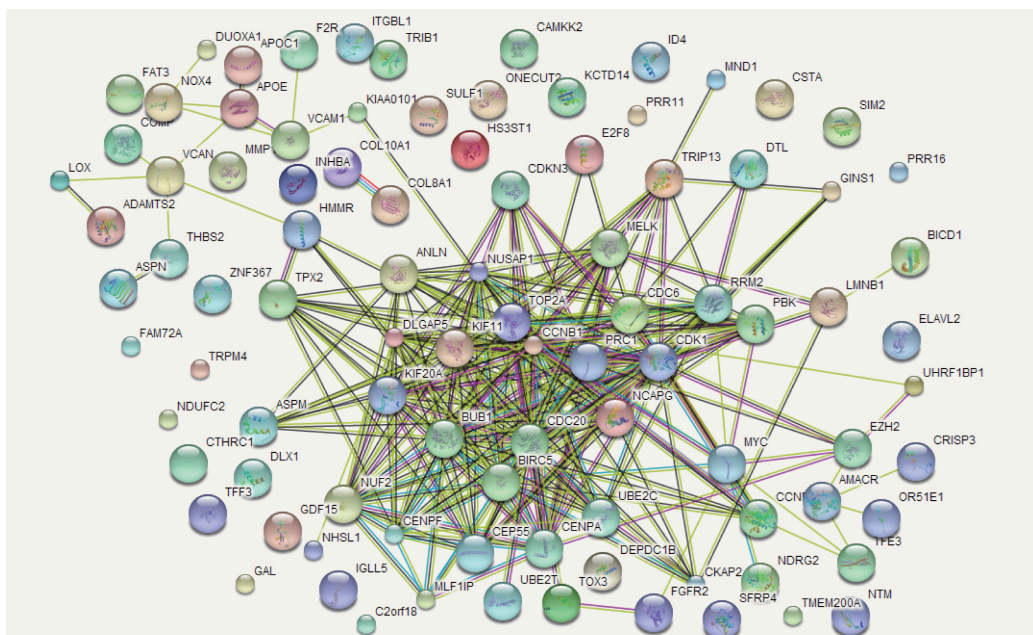 DUOXA1
F2R
ITGBL1
APOC1
TRIB1
CAMKK2
ID4
FAT3
NOX4
APOE
ONECUT2
KCTD14
MND1
CSTA
SULF1
PRR11
KIAA0101
SIM2
COMP
VCAM1
HS3ST1
E2F8
VCAN
MMP
COL10A1
INHBA
CDKN3
TRIP13
DTL
PRR16
LOX
COL8A1
GINS1
ADAMTS2
HMMR
MELK
THBS2
ANLN
NUSAP1
BICD1
ASPN
ZNF367
TPX2
TOP2A
CDC6
RRM2
PBK
LMNB1
FAM72A
DLGAP5
KIF11
CCNB1
PRC1
CDK1
ELAVL2
TRPM4
KIF20A
NCAPG
UHRF1BP1
NDUFC2
ASPM
BUB1
CDC20
EZH2
CRISP3
CTHRC1
DLX1
BIRC5
MYC
AMACR
TFF3
NUF2
UBE2C
CCNE
OR51E1
GDF15
CENPF
CEP55
CENPA
TFE3
NHSL1
DEPDC1B
NDRG2
GAL
IGLL5
MLF1IP
UBE2T
TOX3
CKAP2
FGFR2
SFRP4
NTM
C2orf18
TMEM200A